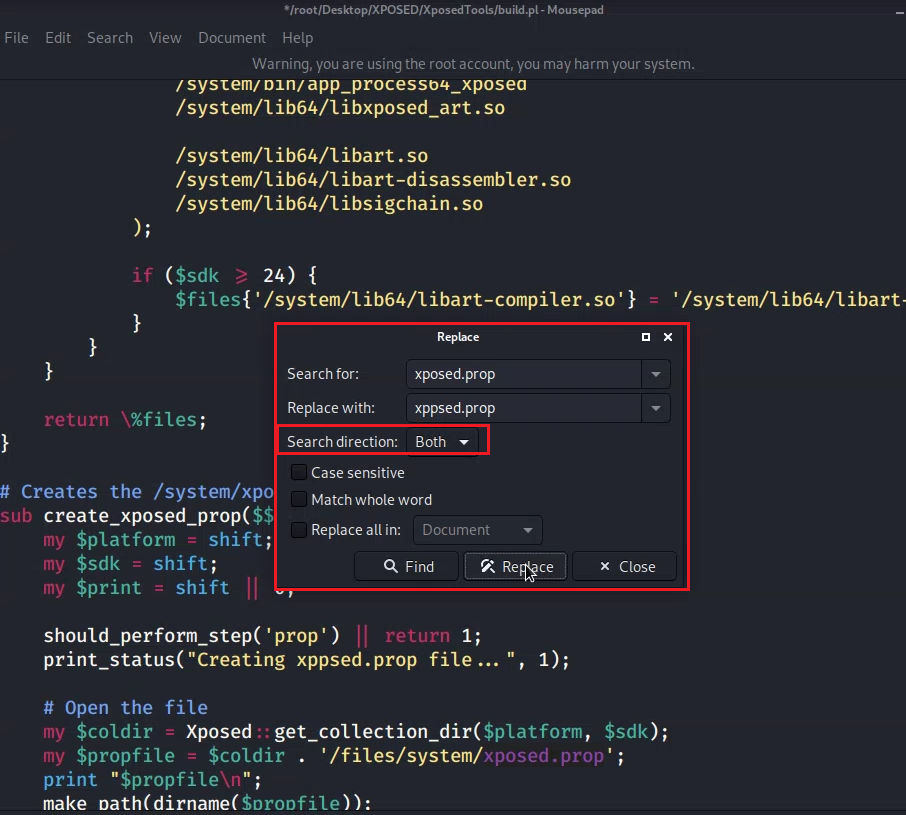 */root/Desktop/XPOSED/XposedTools/build.pl - Mousepad
File Edit Search View Document Help
Warning, you are using the root account, you may harm your system.
/system/bin/app_process64_xposed
/system/lib64/libxposed_art.so
/system/lib64/libart.so
/system/lib64/libart-disassembler.so
/system/lib64/libsigchain.so
);
if ($sdk >= 24) {
$files{'/system/lib64/libart-compiler.so'} = '/system/lib64/libart-
}
}
}
return \%files;
}
# Creates the /system/xpo
sub create_xposed_prop($$
my $platform = shift;
my $sdk = shift;
my $print = shift || 0;
should_perform_step('prop') || return 1;
print_status("Creating xppsed.prop file...", 1);
# Open the file
my $coldir = Xposed::get_collection_dir($platform, $sdk);
my $propfile = $coldir . '/files/system/xposed.prop';
print "$propfile\n";
make_path(dirname($propfile));
Replace
Search for: xposed.prop
Replace with: xppsed.prop
Search direction: Both
Case sensitive
Match whole word
Replace all in: Document
Find Replace Close